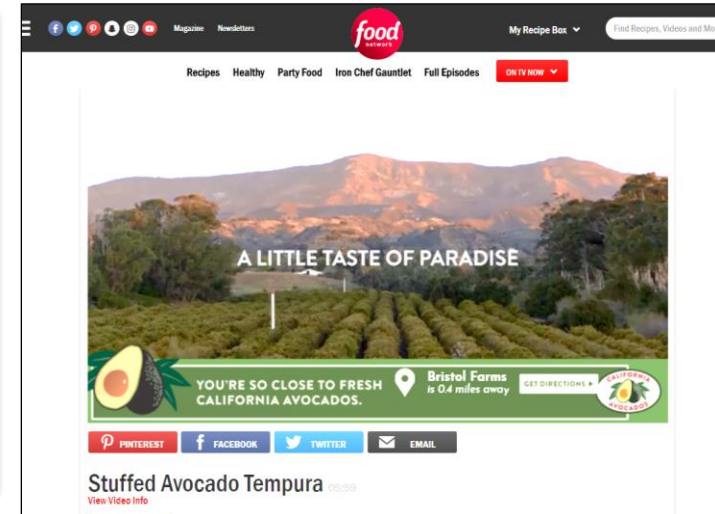 Magazine Newsletters
food
network
My Recipe Box
Find Recipes, Videos and Mo
Recipes Healthy Party Food Iron Chef Gauntlet Full Episodes ON TV NOW
A LITTLE TASTE OF PARADISE
YOU'RE SO CLOSE TO FRESH
CALIFORNIA AVOCADOS.
Bristol Farms
is 0.4 miles away
GET DIRECTIONS
CALIFORNIA
AVOCADOS
PINTEREST FACEBOOK TWITTER EMAIL
Stuffed Avocado Tempura 05:59
View Video Info